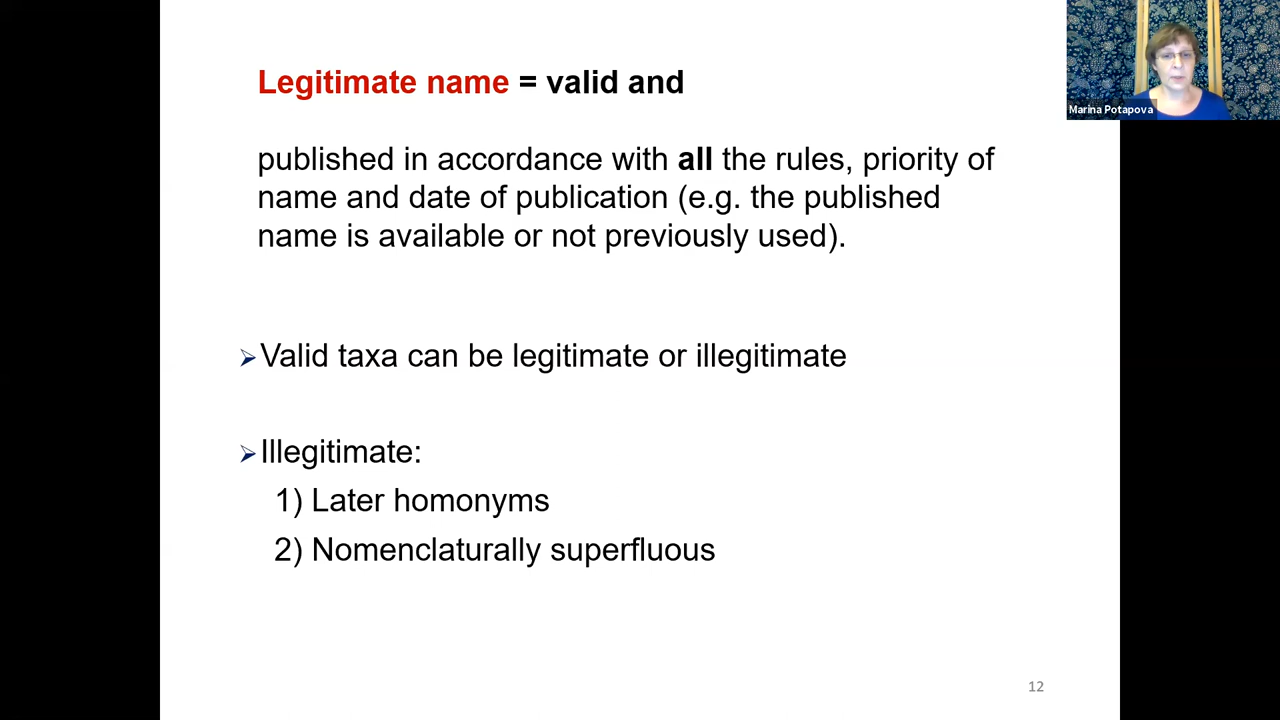 Legitimate name = valid and
Marina Potapova
published in accordance with all the rules, priority of
name and date of publication (e.g. the published
name is available or not previously used).
Valid taxa can be legitimate or illegitimate
Illegitimate:
1) Later homonyms
2) Nomenclaturally superfluous
12